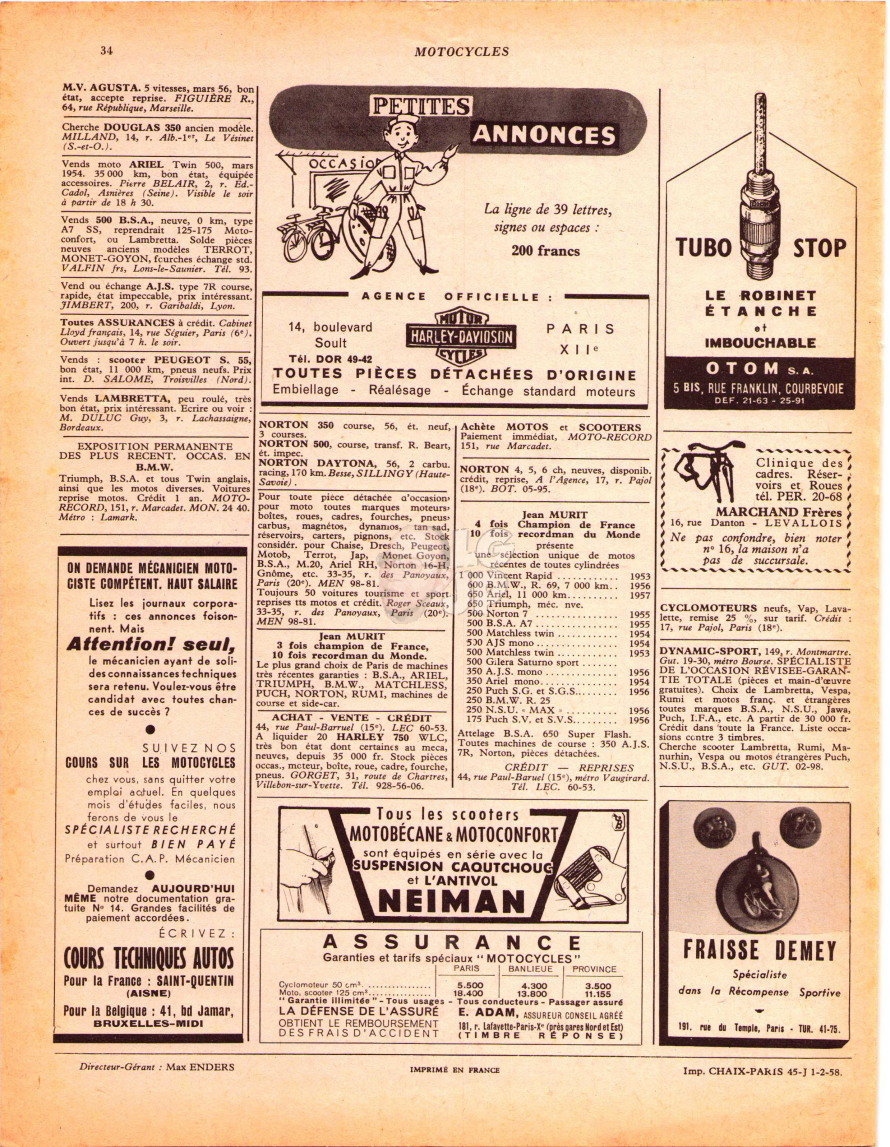 34
MOTOCYCLES
M.V. AGUSTA. 5 vitesses, mars 56, bon
état, accepte reprise. FIGUIÈRE R.,
64, rue République, Marseille.
Cherche DOUGLAS 350 ancien modèle.
MILLAND, 14, r. Alb.-1er, Le Vésinet
(S.-et-O.).
Vends moto ARIEL Twin 500, mars
1954. 35 000 km, bon état, équipée
accessoires. Pierre BELAIR, 2, r. Ed.-
Cadol, Asnières (Seine). Visible le soir
à partir de 18 h 30.
Vends 500 B.S.A., neuve, 0 km, type
A7 SS, reprendrait 125-175 Moto-
confort, ou Lambretta. Solde pièces
neuves anciens modèles TERROT,
MONET-GOYON, fourches échange std.
VALFIN frs, Lons-le-Saunier. Tél. 93.
Vend ou échange A.J.S. type 7R course,
rapide, état impeccable, prix intéressant.
JIMBERT, 200, r. Garibaldi, Lyon.
Toutes ASSURANCES à crédit. Cabinet
Lloyd français, 14, rue Séguier, Paris (6e).
Ouvert jusqu'à 7 h. le soir.
Vends : scooter PEUGEOT S. 55,
bon état, 11 000 km, pneus neufs. Prix
int. D. SALOME, Troisvilles (Nord).
Vends LAMBRETTA, peu roulé, très
bon état, prix intéressant. Ecrire ou voir :
M. DULUC Guy, 3, r. Lachassaigne,
Bordeaux.
EXPOSITION PERMANENTE
DES PLUS RECENT. OCCAS. EN
B.M.W.
Triumph, B.S.A. et tous Twin anglais,
ainsi que les motos diverses. Voitures
reprise motos. Crédit 1 an. MOTO-
RECORD, 151, r. Marcadet. MON. 24 40.
Métro : Lamark.
ON DEMANDE MÉCANICIEN MOTO-
CISTE COMPÉTENT. HAUT SALAIRE
Lisez les journaux corpora-
tifs : ces annonces foison-
nent. Mais
Attention! seul,
le mécanicien ayant de soli-
des connaissances techniques
sera retenu. Voulez-vous être
candidat avec toutes chan-
ces de succès ?
SUIVEZ NOS
COURS SUR LES MOTOCYCLES
chez vous, sans quitter votre
emploi actuel. En quelques
mois d'études faciles, nous
ferons de vous le
SPÉCIALISTE RECHERCHÉ
et surtout BIEN PAYÉ
Préparation C.A.P. Mécanicien
Demandez AUJOURD'HUI
MÊME notre documentation gra-
tuite No 14. Grandes facilités de
paiement accordées.
ÉCRIVEZ :
COURS TECHNIQUES AUTOS
Pour la France : SAINT-QUENTIN
(AISNE)
Pour la Belgique : 41, bd Jamar,
BRUXELLES-MIDI
PETITES
ANNONCES
OCCASION
La ligne de 39 lettres,
signes ou espaces :
200 francs
AGENCE OFFICIELLE :
14, boulevard
Soult
Tél. DOR 49-42
MOTOR
HARLEY-DAVIDSON
CYCLES
PARIS
XIIe
TOUTES PIÈCES DÉTACHÉES D'ORIGINE
Embiellage - Réalésage - Échange standard moteurs
NORTON 350 course, 56, ét. neuf,
3 courses.
NORTON 500, course, transf. R. Beart,
ét. impec.
NORTON DAYTONA, 56, 2 carbu.
racing, 170 km. Besse, SILLINGY (Haute-
Savoie) .
Pour toute pièce détachée d'occasion
pour moto toutes marques moteurs,
boîtes, roues, cadres, fourches, pneus,
carbus, magnétos, dynamos, tan sad,
réservoirs, carters, pignons, etc. Stock
considér. pour Chaise, Dresch, Peugeot,
Motob, Terrot, Jap, Monet Goyon,
B.S.A., M.20, Ariel RH, Norton 16-H,
Gnôme, etc. 33-35, r. des Panoyaux,
Paris (20e). MEN 98-81.
Toujours 50 voitures tourisme et sport
reprises tts motos et crédit. Roger Sceaux,
33-35, r. des Panoyaux, Paris (20e).
MEN 98-81.
Jean MURIT
3 fois champion de France,
10 fois recordman du Monde.
Le plus grand choix de Paris de machines
très récentes garanties : B.S.A., ARIEL,
TRIUMPH, B.M.W., MATCHLESS,
PUCH, NORTON, RUMI, machines de
course et side-car.
ACHAT - VENTE - CRÉDIT
44, rue Paul-Barruel (15e). LEC 60-53.
A liquider 20 HARLEY 750 WLC,
très bon état dont certaines au meca,
neuves, depuis 35 000 fr. Stock pièces
occas., moteur, boîte, roue, cadre, fourche,
pneus. GORGET, 31, route de Chartres,
Villebon-sur-Yvette. Tél. 928-56-06.
Achète MOTOS et SCOOTERS
Paiement immédiat, MOTO-RECORD
151, rue Marcadet.
NORTON 4, 5, 6 ch, neuves, disponib.
crédit, reprise, A l'Agence, 17, r. Pajol
(18e). BOT. 05-95.
Jean MURIT
4 fois Champion de France
10 fois recordman du Monde
présente
une sélection unique de motos
récentes de toutes cylindrées
1 000 Vincent Rapid ........... 1953
600 B.M.W., R. 69, 7 000 km.. 1956
650 Ariel, 11 000 km.......... 1957
650 Triumph, méc. nve.
500 Norton 7 .............. 1955
500 B.S.A. A7 .............. 1955
500 Matchless twin ........... 1954
500 AJS mono .............. 1954
500 Matchless twin ........... 1953
500 Gilera Saturno sport .......
350 A.J.S. mono ............. 1956
350 Ariel mono.............. 1954
250 Puch S.G. et S.G.S........ 1956
250 B.M.W. R. 25
250 N.S.U. « MAX » .......... 1956
175 Puch S.V. et S.V.S........ 1956
Attelage B.S.A. 650 Super Flash.
Toutes machines de course : 350 A.J.S.
7R, Norton, pièces détachées.
CRÉDIT — REPRISES
44, rue Paul-Baruel (15e), métro Vaugirard.
Tél. LEC. 60-53.
Tous les scooters
MOTOBÉCANE & MOTOCONFORT
sont équipés en série avec la
SUSPENSION CAOUTCHOUC
et L'ANTIVOL
NEIMAN
ASSURANCE
Garanties et tarifs spéciaux "MOTOCYCLES"
PARIS BANLIEUE PROVINCE
Cyclomoteur 50 cm3. 5.500 4.300 3.500
Moto, scooter 125 cm3 18.400 13.800 11.155
"Garantie illimitée" - Tous usages - Tous conducteurs - Passager assuré
LA DÉFENSE DE L'ASSURÉ
OBTIENT LE REMBOURSEMENT
DES FRAIS D'ACCIDENT
E. ADAM, ASSUREUR CONSEIL AGRÉÉ
181, r. Lafayette-Paris-Xe (près gares Nord et Est)
(TIMBRE RÉPONSE)
TUBO STOP
LE ROBINET
ÉTANCHE
et
IMBOUCHABLE
OTOM S.A.
5 BIS, RUE FRANKLIN, COURBEVOIE
DEF. 21-63 - 25-91
Clinique des
cadres. Réser-
voirs et Roues
tél. PER. 20-68
MARCHAND Frères
16, rue Danton - LEVALLOIS
Ne pas confondre, bien noter
no 16, la maison n'a
pas de succursale.
CYCLOMOTEURS neufs, Vap, Lava-
lette, remise 25 % sur tarif. Crédit :
17, rue Pajol, Paris (18e).
DYNAMIC-SPORT, 149, r. Montmartre.
Gut. 19-30, métro Bourse. SPÉCIALISTE
DE L'OCCASION RÉVISEE-GARAN-
TIE TOTALE (pièces et main-d'œuvre
gratuites). Choix de Lambretta, Vespa,
Rumi et motos franç. et étrangères
toutes marques B.S.A., N.S.U., Jawa,
Puch, I.F.A., etc. A partir de 30 000 fr.
Crédit dans toute la France. Liste occa-
sions contre 3 timbres.
Cherche scooter Lambretta, Rumi, Ma-
nurhin, Vespa ou motos étrangères Puch,
N.S.U., B.S.A., etc. GUT. 02-98.
FRAISSE DEMEY
Spécialiste
dans la Récompense Sportive
191, rue du Temple, Paris - TUR. 41-75.
Directeur-Gérant : Max ENDERS
IMPRIMÉ EN FRANCE
Imp. CHAIX-PARIS 45-J 1-2-58.